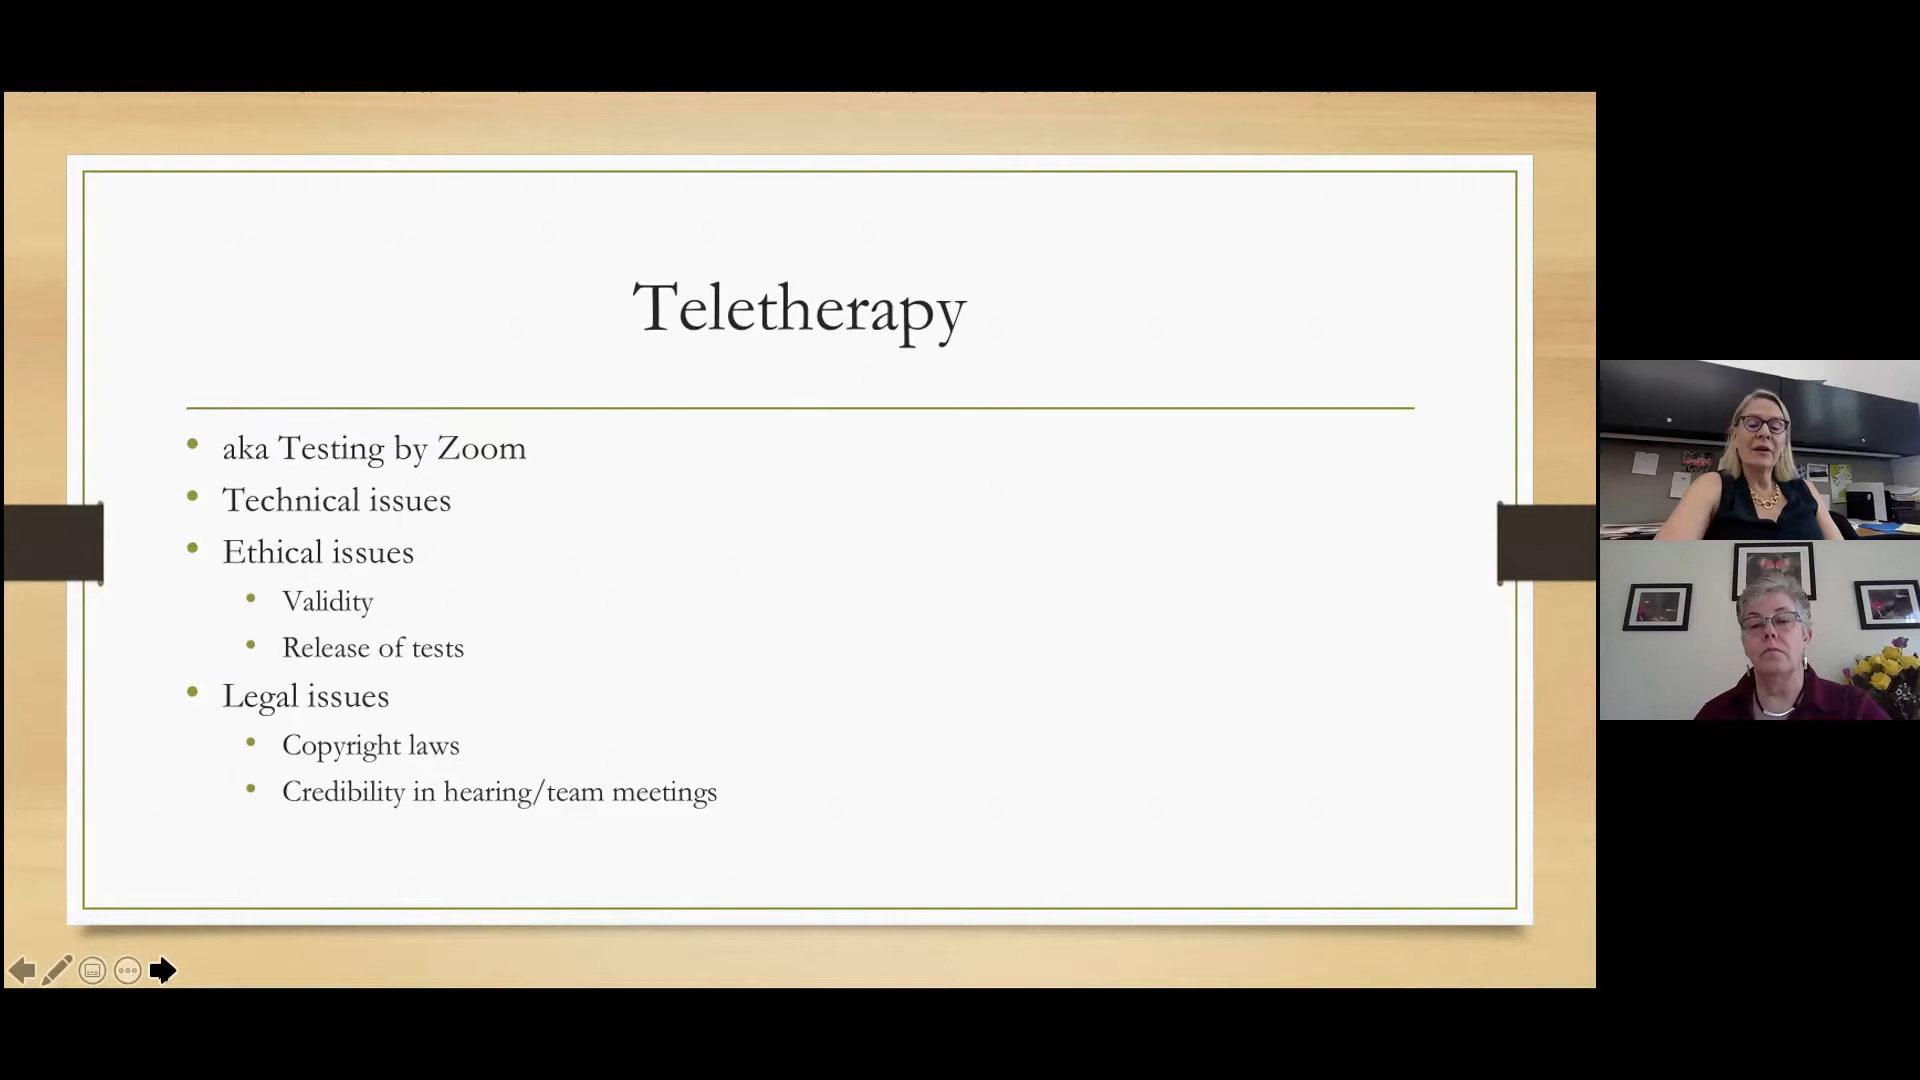 Teletherapy
aka Testing by Zoom
Technical issues
Ethical issues
Validity
Release of tests
Legal issues
Copyright laws
Credibility in hearing/team meetings